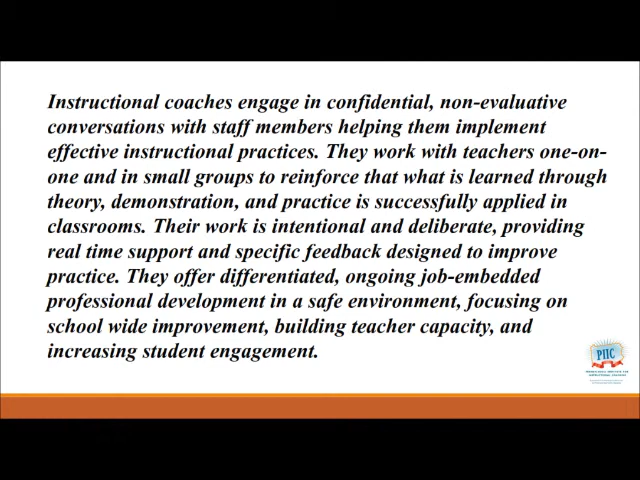 Instructional coaches engage in confidential, non-evaluative
conversations with staff members helping them implement
effective instructional practices. They work with teachers one-on-
one and in small groups to reinforce that what is learned through
theory, demonstration, and practice is successfully applied in
classrooms. Their work is intentional and deliberate, providing
real time support and specific feedback designed to improve
practice. They offer differentiated, ongoing job-embedded
professional development in a safe environment, focusing on
school wide improvement, building teacher capacity, and
increasing student engagement.
PIIC